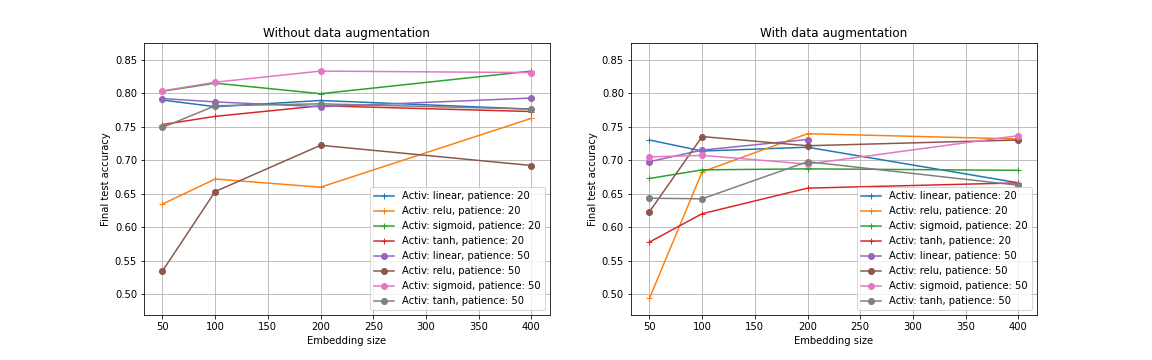 Without data augmentation
0.85
0.80
0.75
0.70
0.65
0.60
0.55
0.50
Final test accuracy
Activ: linear, patience: 20
Activ: relu, patience: 20
Activ: sigmoid, patience: 20
Activ: tanh, patience: 20
Activ: linear, patience: 50
Activ: relu, patience: 50
Activ: sigmoid, patience: 50
Activ: tanh, patience: 50
50 100 150 200 250 300 350 400
Embedding size
With data augmentation
0.85
0.80
0.75
0.70
0.65
0.60
0.55
0.50
Final test accuracy
Activ: linear, patience: 20
Activ: relu, patience: 20
Activ: sigmoid, patience: 20
Activ: tanh, patience: 20
Activ: linear, patience: 50
Activ: relu, patience: 50
Activ: sigmoid, patience: 50
Activ: tanh, patience: 50
50 100 150 200 250 300 350 400
Embedding size